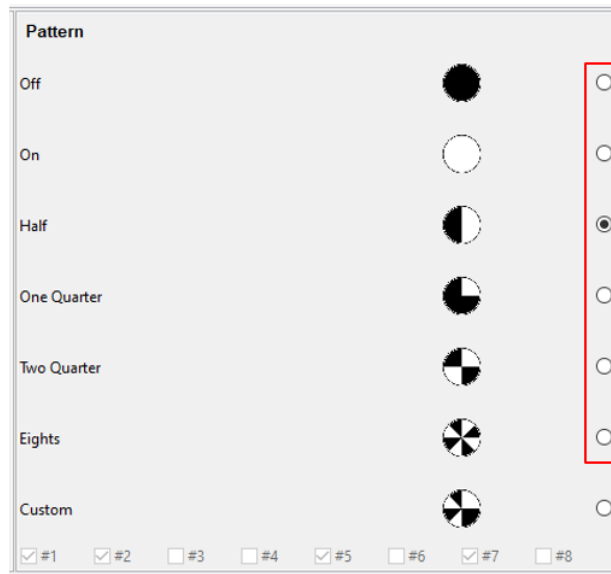 Pattern
Off
On
Half
One Quarter
Two Quarter
Eights
Custom
#1 #2 #3 #4 #5 #6 #7 #8